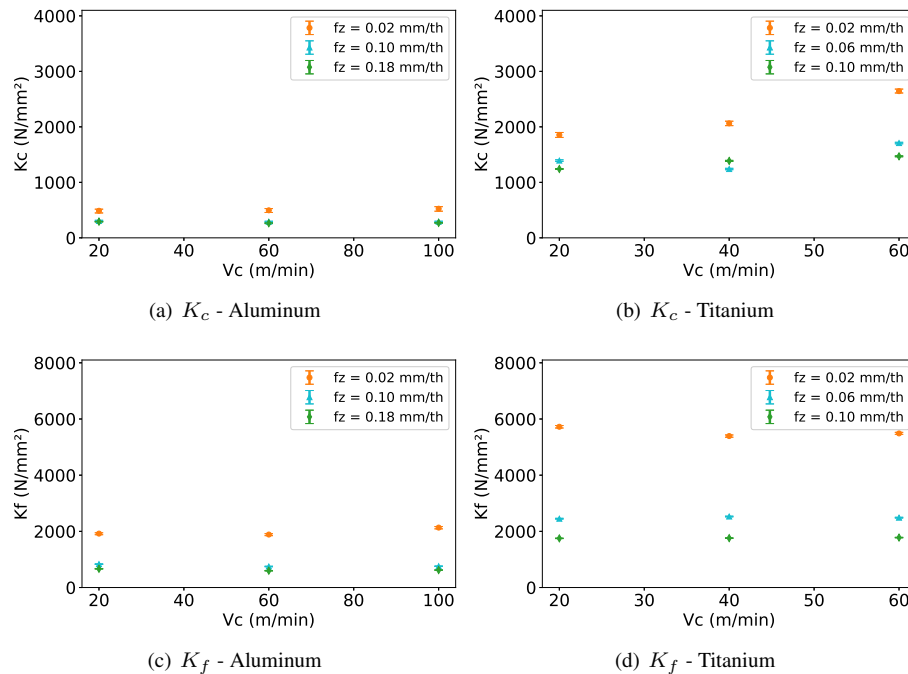 4000
3000
2000
1000
0
Kc (N/mm²)
fz = 0.02 mm/th
fz = 0.10 mm/th
fz = 0.18 mm/th
20 40 60 80 100
Vc (m/min)
(a) Kc - Aluminum
4000
3000
2000
1000
0
Kc (N/mm²)
fz = 0.02 mm/th
fz = 0.06 mm/th
fz = 0.10 mm/th
20 30 40 50 60
Vc (m/min)
(b) Kc - Titanium
8000
6000
4000
2000
0
Kf (N/mm²)
fz = 0.02 mm/th
fz = 0.10 mm/th
fz = 0.18 mm/th
20 40 60 80 100
Vc (m/min)
(c) Kf - Aluminum
8000
6000
4000
2000
0
Kf (N/mm²)
fz = 0.02 mm/th
fz = 0.06 mm/th
fz = 0.10 mm/th
20 30 40 50 60
Vc (m/min)
(d) Kf - Titanium